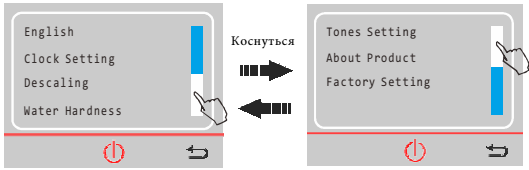 English
Clock Setting
Descaling
Water Hardness
Коснуться
Tones Setting
About Product
Factory Setting